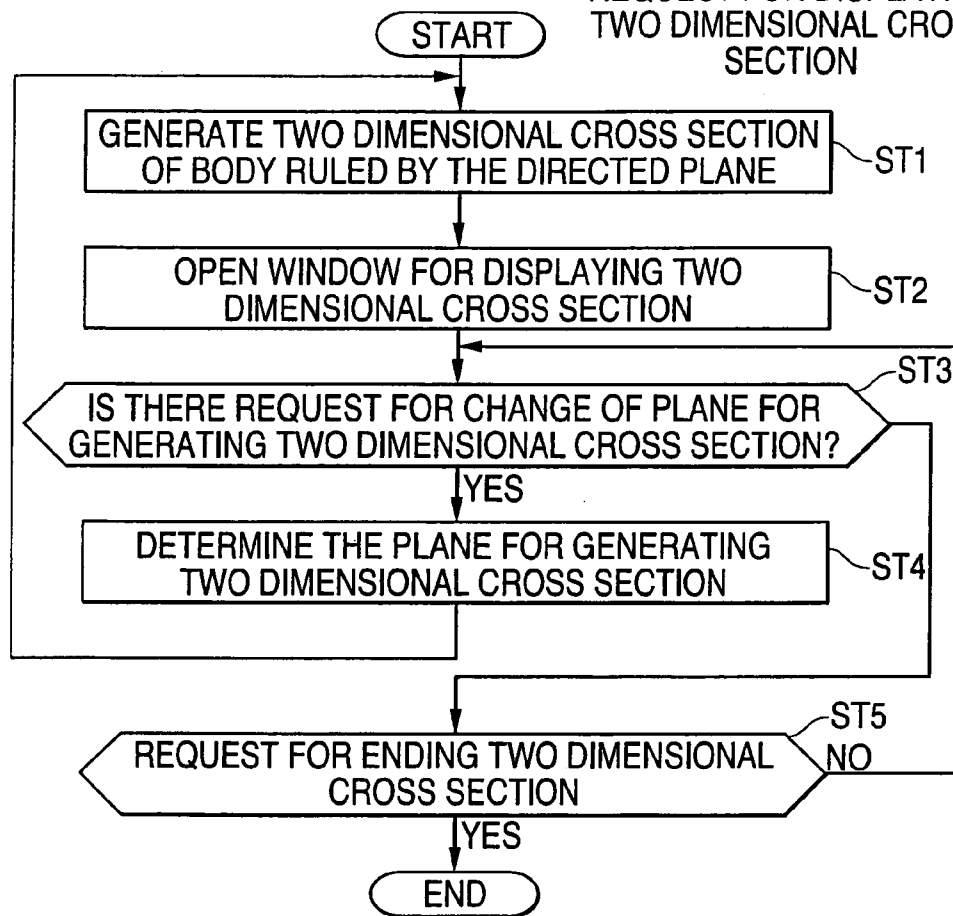 START
TWO DIMENSIONAL
SECTION
GENERATE TWO DIMENSIONAL CROSS SECTION
OF BODY RULED BY THE DIRECTED PLANE
ST1
OPEN WINDOW FOR DISPLAYING TWO
DIMENSIONAL CROSS SECTION
ST2
ST3
IS THERE REQUEST FOR CHANGE OF PLANE FOR
GENERATING TWO DIMENSIONAL CROSS SECTION?
YES
DETERMINE THE PLANE FOR GENERATING
TWO DIMENSIONAL CROSS SECTION
ST4
ST5
REQUEST FOR ENDING TWO DIMENSIONAL
CROSS SECTION
NO
YES
END